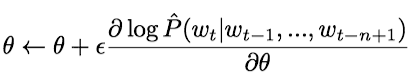 θ ← θ + ϵ ∂ log P̂(w_t|w_{t−1}, ..., w_{t−n+1}) / ∂θ